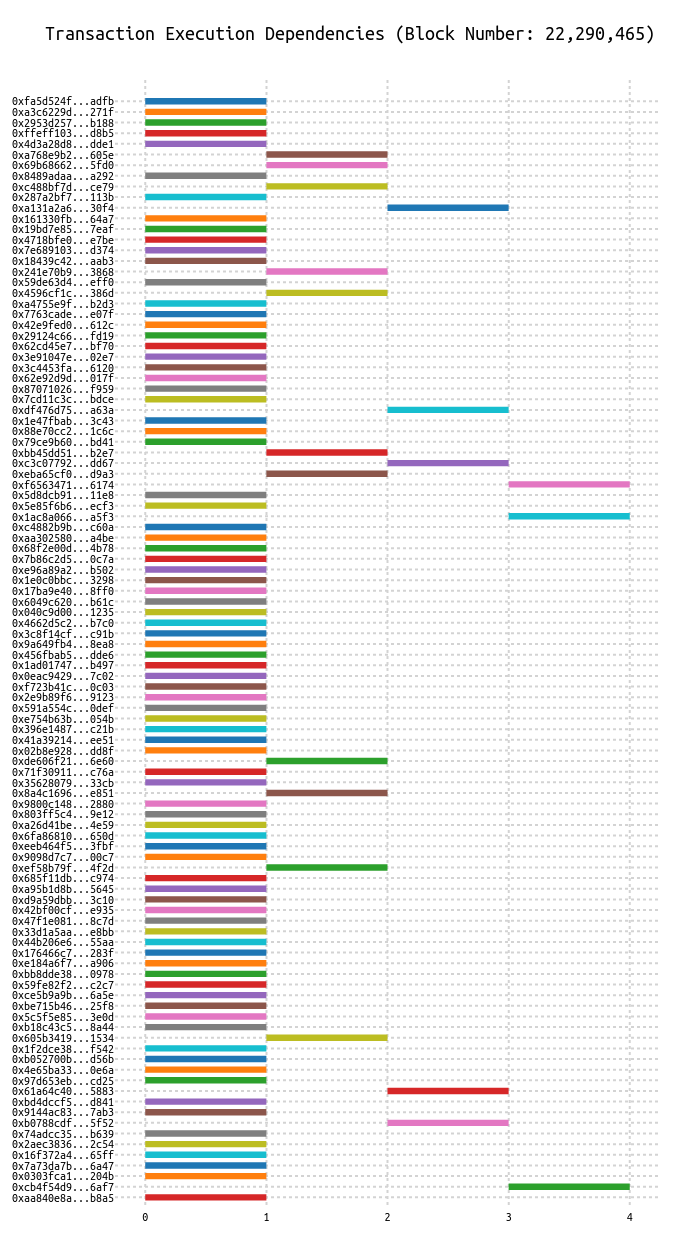 Transaction Execution Dependencies (Block Number: 22,290,465)
0xfa5d524f...adfb
0xa3c6229d...271f
0x2953d257...b188
0xffeff103...d8b5
0x4d3a28d8...dde1
0xa768e9b2...605e
0x69b68662...5fd0
0x8489adaa...a292
0xc488bf7d...ce79
0x287a2bf7...113b
0xa131a2a6...30f4
0x161330fb...64a7
0x19bd7e85...7eaf
0x4718bfe0...e7be
0x7e689103...d374
0x18439c42...aab3
0x241e70b9...3868
0x59de63d4...eff0
0x4596cf1c...386d
0xa4755e9f...b2d3
0x7763cade...e07f
0x42e9fed0...612c
0x29124c66...fd19
0x62cd45e7...bf70
0x3e91047e...02e7
0x3c4453fa...6120
0x62e92d9d...017f
0x87071026...f959
0x7cd11c3c...bdce
0xdf476d75...a63a
0x1e47fbab...3c43
0x88e70cc2...1c6c
0x79ce9b60...bd41
0xbb45dd51...b2e7
0xc3c07792...dd67
0xeba65cf0...d9a3
0xf6563471...6174
0x5d8dcb91...11e8
0x5e85f6b6...ecf3
0x1ac8a066...a5f3
0xc4882b9b...c60a
0xaa302580...a4be
0x68f2e00d...4b78
0x7b86c2d5...0c7a
0xe96a89a2...b502
0x1e0c0bbc...3298
0x17ba9e40...8ff0
0x6049c620...b61c
0x040c9d00...1235
0x4662d5c2...b7c0
0x3c8f14cf...c91b
0x9a649fb4...8ea8
0x456fbab5...dde6
0x1ad01747...b497
0x0eac9429...7c02
0xf723b41c...0c03
0x2e9b89f6...9123
0x591a554c...0def
0xe754b63b...054b
0x396e1487...c21b
0x41a39214...ee51
0x02b8e928...dd8f
0xde606f21...6e60
0x71f30911...c76a
0x35628079...33cb
0x8a4c1696...e851
0x9800c148...2880
0x803ff5c4...9e12
0xa26d41be...4e59
0x6fa86810...650d
0xeeb464f5...3fbf
0x9098d7c7...00c7
0xef58b79f...4f2d
0x685f11db...c974
0xa95b1d8b...5645
0xd9a59dbb...3c10
0x42bf00cf...e935
0x47f1e081...8c7d
0x33d1a5aa...e8bb
0x44b206e6...55aa
0x176466c7...283f
0xe184a6f7...a906
0xbb8dde38...0978
0x59fe82f2...c2c7
0xce5b9a9b...6a5e
0xbe715b46...25f8
0x5c5f5e85...3e0d
0xb18c43c5...8a44
0x605b3419...1534
0x1f2dce38...f542
0xb052700b...d56b
0x4e65ba33...0e6a
0x97d653eb...cd25
0x61a64c40...5883
0xbd4dccf5...d841
0x9144ac83...7ab3
0xb0788cdf...5f52
0x74adcc35...b639
0x2aec3836...2c54
0x16f372a4...65ff
0x7a73da7b...6a47
0x0303fca1...204b
0xcb4f54d9...6af7
0xaa840e8a...b8a5
0 1 2 3 4